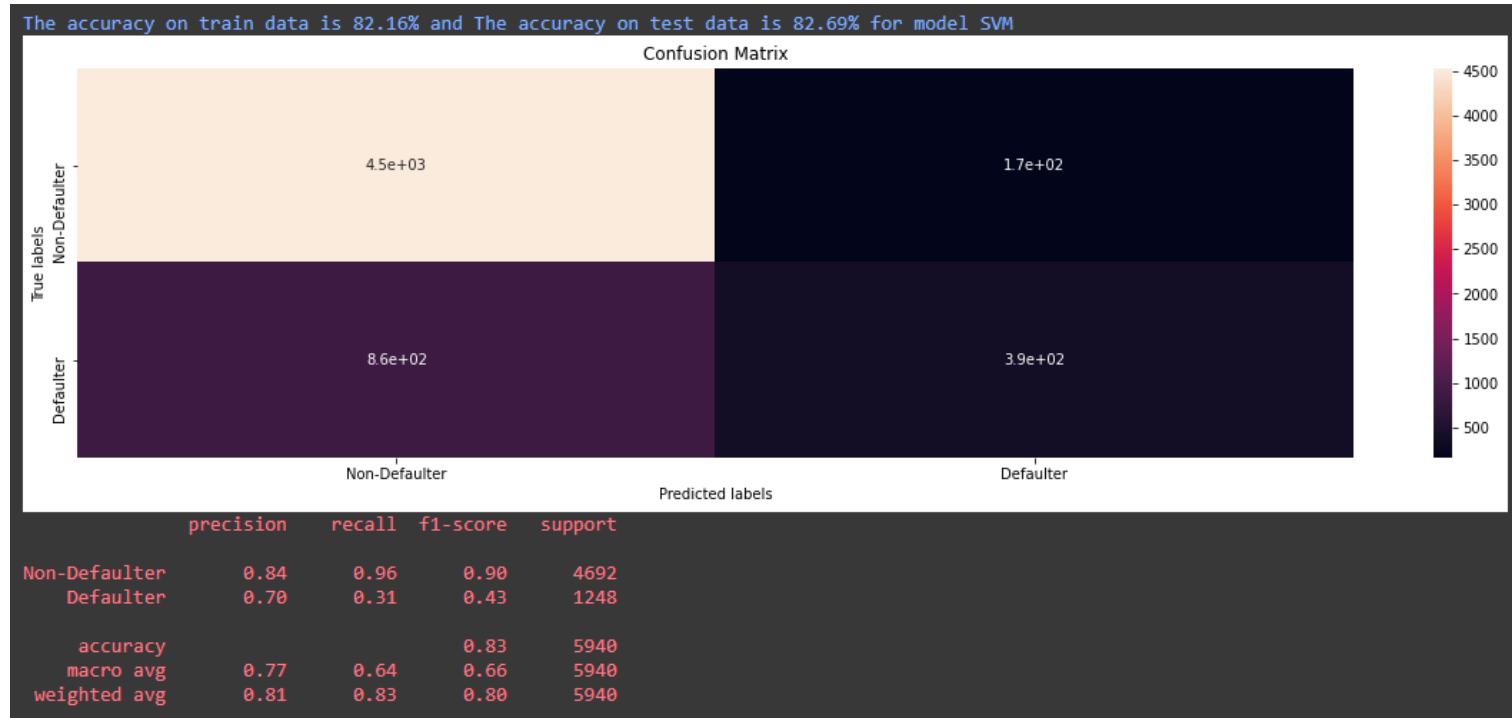 The accuracy on train data is 82.16% and The accuracy on test data is 82.69% for model SVM
Confusion Matrix
True labels
Non-Defaulter
Defaulter
4.5e+03 1.7e+02
8.6e+02 3.9e+02
Non-Defaulter Defaulter
Predicted labels
4500
4000
3500
3000
2500
2000
1500
1000
500
precision recall f1-score support
Non-Defaulter 0.84 0.96 0.90 4692
Defaulter 0.70 0.31 0.43 1248
accuracy 0.83 5940
macro avg 0.77 0.64 0.66 5940
weighted avg 0.81 0.83 0.80 5940